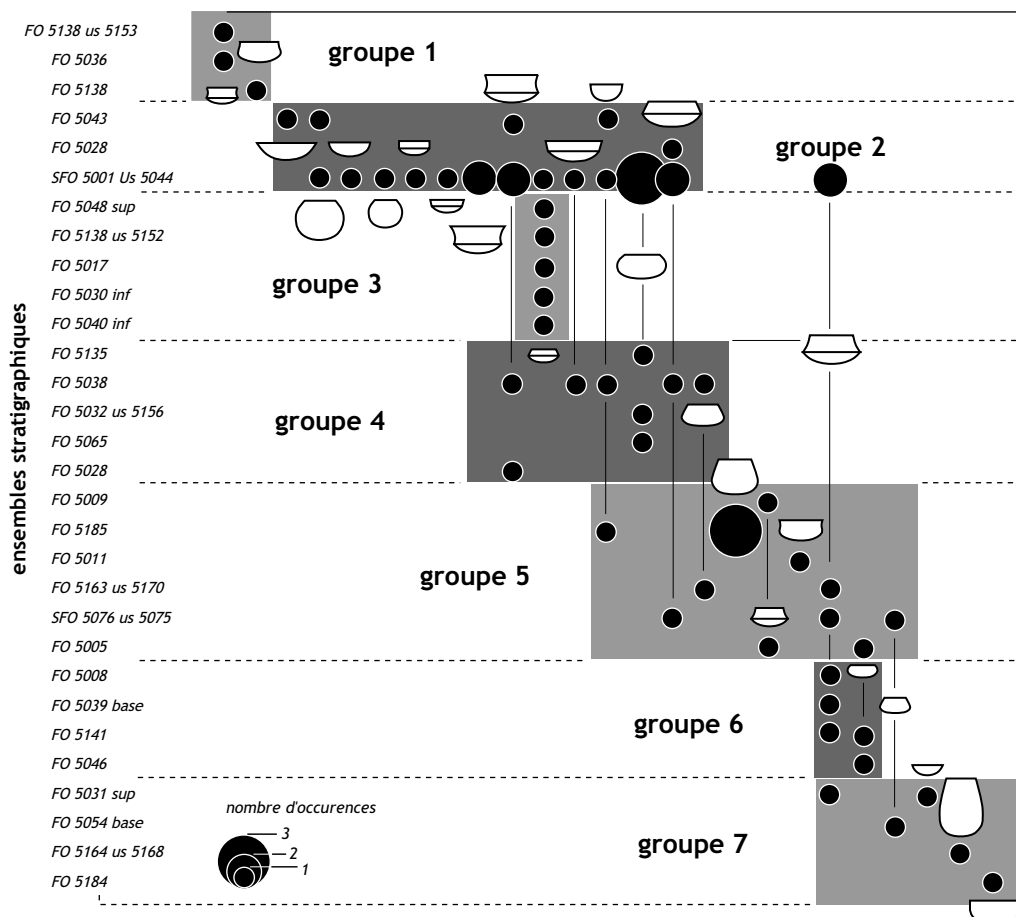 FO 5138 us 5153
FO 5036
groupe 1
FO 5138
FO 5043
FO 5028
groupe 2
SFO 5001 Us 5044
FO 5048 sup
FO 5138 us 5152
FO 5017
groupe 3
FO 5030 inf
FO 5040 inf
FO 5135
FO 5038
FO 5032 us 5156
groupe 4
FO 5065
FO 5028
FO 5009
FO 5185
FO 5011
groupe 5
FO 5163 us 5170
SFO 5076 us 5075
FO 5005
FO 5008
FO 5039 base
groupe 6
FO 5141
FO 5046
FO 5031 sup
FO 5054 base
FO 5164 us 5168
groupe 7
FO 5184
ensembles stratigraphiques
nombre d'occurences
3
2
1